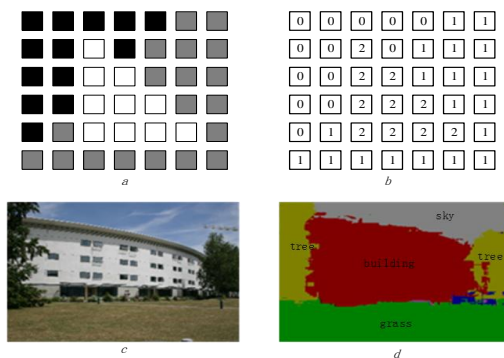 0 0 0 0 0 1 1
0 0 2 0 1 1 1
0 0 2 2 1 1 1
0 0 2 2 2 1 1
0 1 2 2 2 2 1
1 1 1 1 1 1 1
a
b
sky
tree
tree
building
grass
c
d